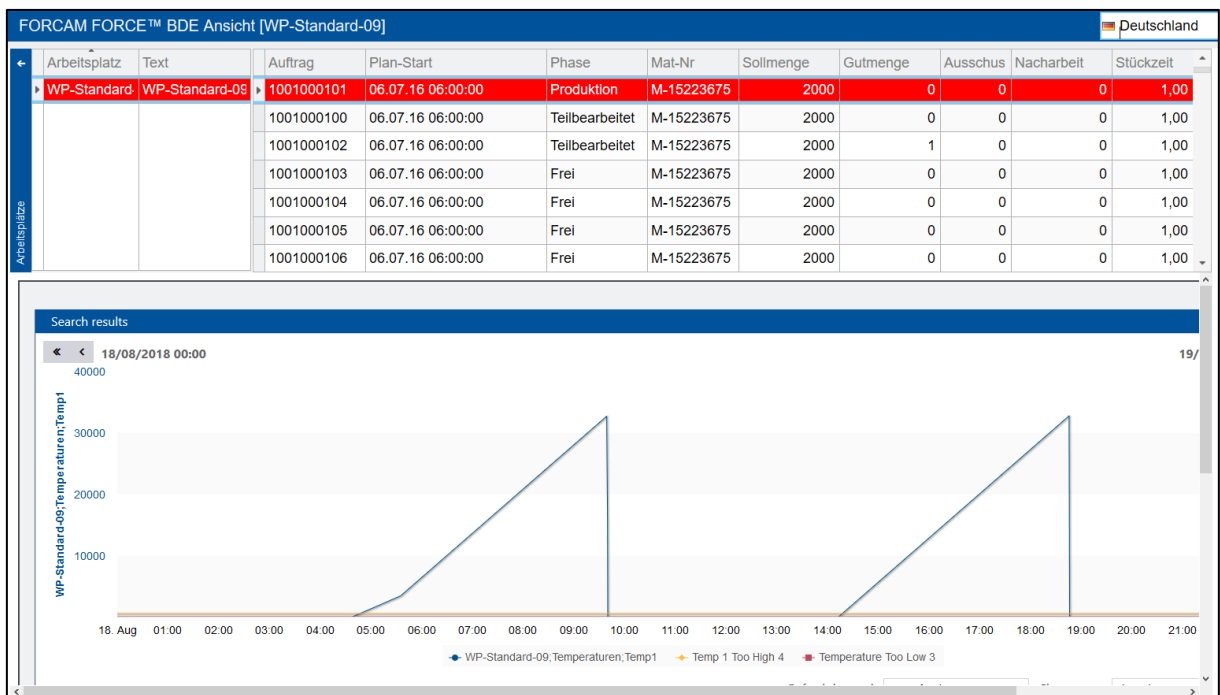 FORCAM FORCE™ BDE Ansicht [WP-Standard-09]
Deutschland
Arbeitsplatz Text Auftrag Plan-Start Phase Mat-Nr Sollmenge Gutmenge Ausschus Nacharbeit Stückzeit
WP-Standard- WP-Standard-09 1001000101 06.07.16 06:00:00 Produktion M-15223675 2000 0 0 0 1,00
1001000100 06.07.16 06:00:00 Teilbearbeitet M-15223675 2000 0 0 0 1,00
1001000102 06.07.16 06:00:00 Teilbearbeitet M-15223675 2000 1 0 0 1,00
1001000103 06.07.16 06:00:00 Frei M-15223675 2000 0 0 0 1,00
1001000104 06.07.16 06:00:00 Frei M-15223675 2000 0 0 0 1,00
1001000105 06.07.16 06:00:00 Frei M-15223675 2000 0 0 0 1,00
1001000106 06.07.16 06:00:00 Frei M-15223675 2000 0 0 0 1,00
Arbeitsplätze
Search results
18/08/2018 00:00 19/
WP-Standard-09;Temperaturen;Temp1
40000
30000
20000
10000
18. Aug 01:00 02:00 03:00 04:00 05:00 06:00 07:00 08:00 09:00 10:00 11:00 12:00 13:00 14:00 15:00 16:00 17:00 18:00 19:00 20:00 21:00
WP-Standard-09;Temperaturen;Temp1 Temp 1 Too High 4 Temperature Too Low 3